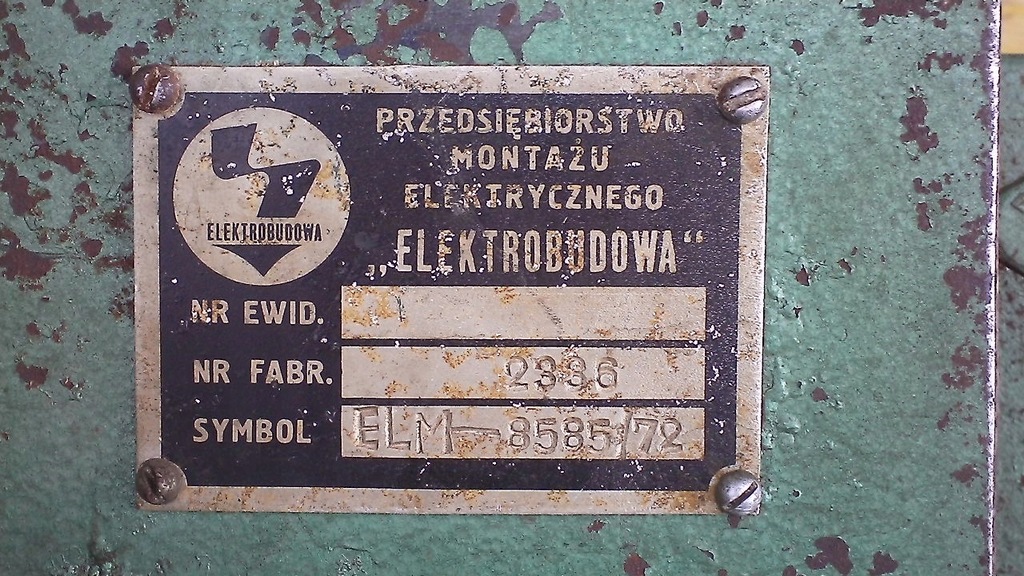 PRZEDSIĘBIORSTWO
MONTAŻU
ELEKTRYCZNEGO
„ELEKTROBUDOWA“
ELEKTROBUDOWA
NR EWID.
NR FABR. 2336
SYMBOL ELM-8585/72